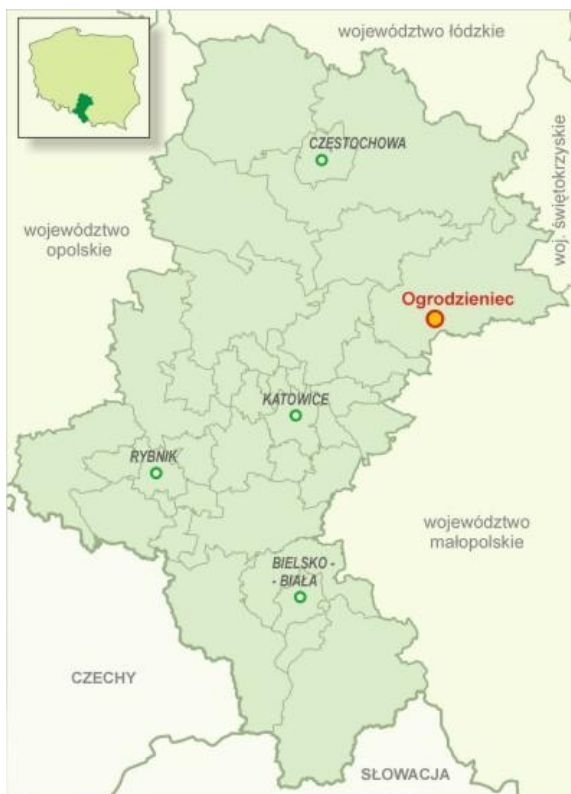 województwo łódzkie
CZĘSTOCHOWA
woj. świętokrzyskie
województwo
opolskie
Ogrodzieniec
KATOWICE
RYBNIK
województwo
małopolskie
BIELSKO -
- BIAŁA
CZECHY
SŁOWACJA